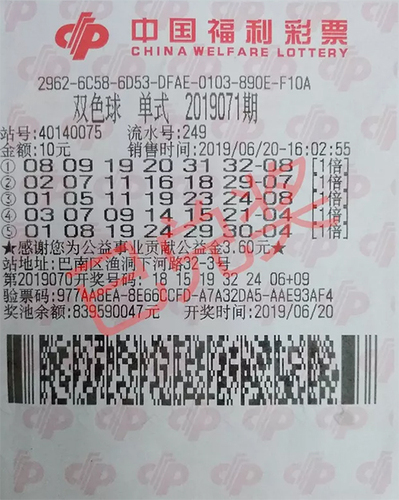 中国福利彩票
CHINA WELFARE LOTTERY
2962-6C58-6D53-DFAE-0103-890E-F10A
双色球 单式 2019071期
站号:40140075 流水号:249
金额:10元 销售时间:2019/06/20-16:02:55
① 08 09 19 20 31 32-08 [1倍]
② 02 07 11 16 18 29-07 [1倍]
③ 01 05 11 19 23 24-08 [1倍]
④ 03 07 09 14 15 21-04 [1倍]
⑤ 01 08 19 24 29 30-04 [1倍]
★感谢您为公益事业贡献公益金3.60元★
站地址:巴南区渔洞下河路32-3号
第2019070开奖号码: 18 15 19 32 24 06+09
验票码:977AA8EA-8E66CCFD-A7A32DA5-AAE93AF4
奖池余额:839590047元 开奖时间:2019/06/20
已兑奖